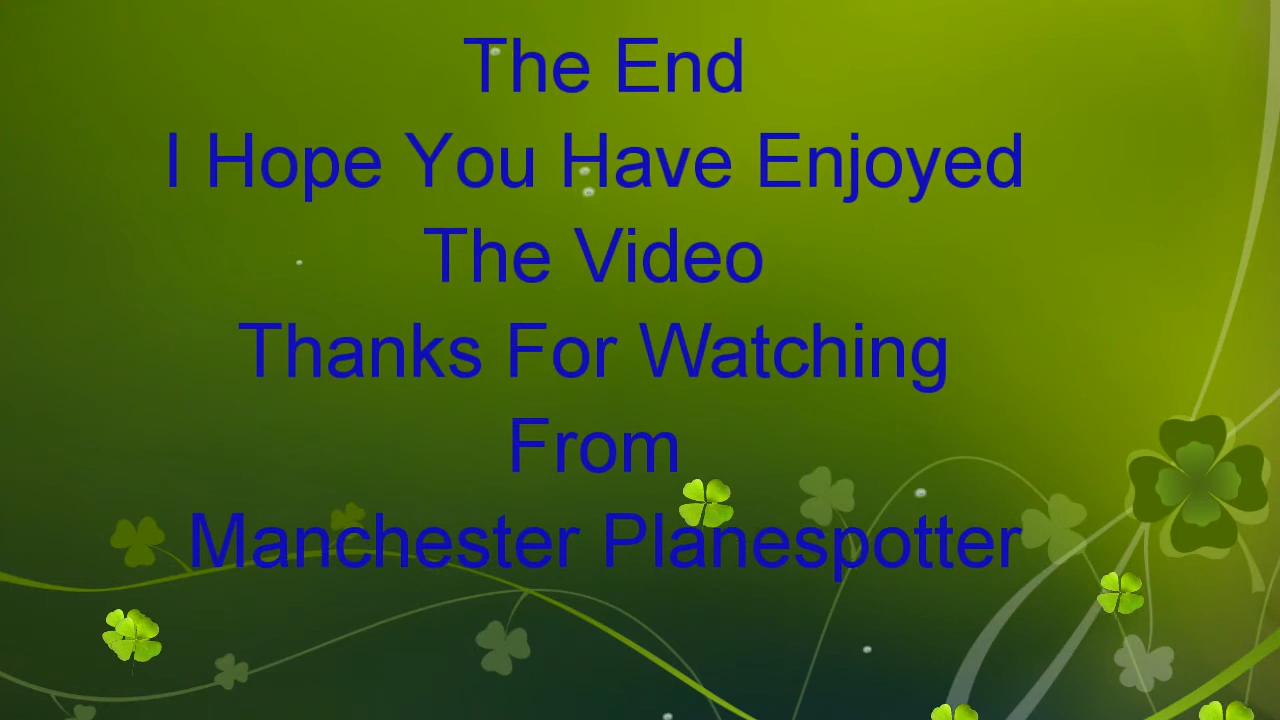 The End
I Hope You Have Enjoyed
The Video
Thanks For Watching
From
Manchester Planespotter